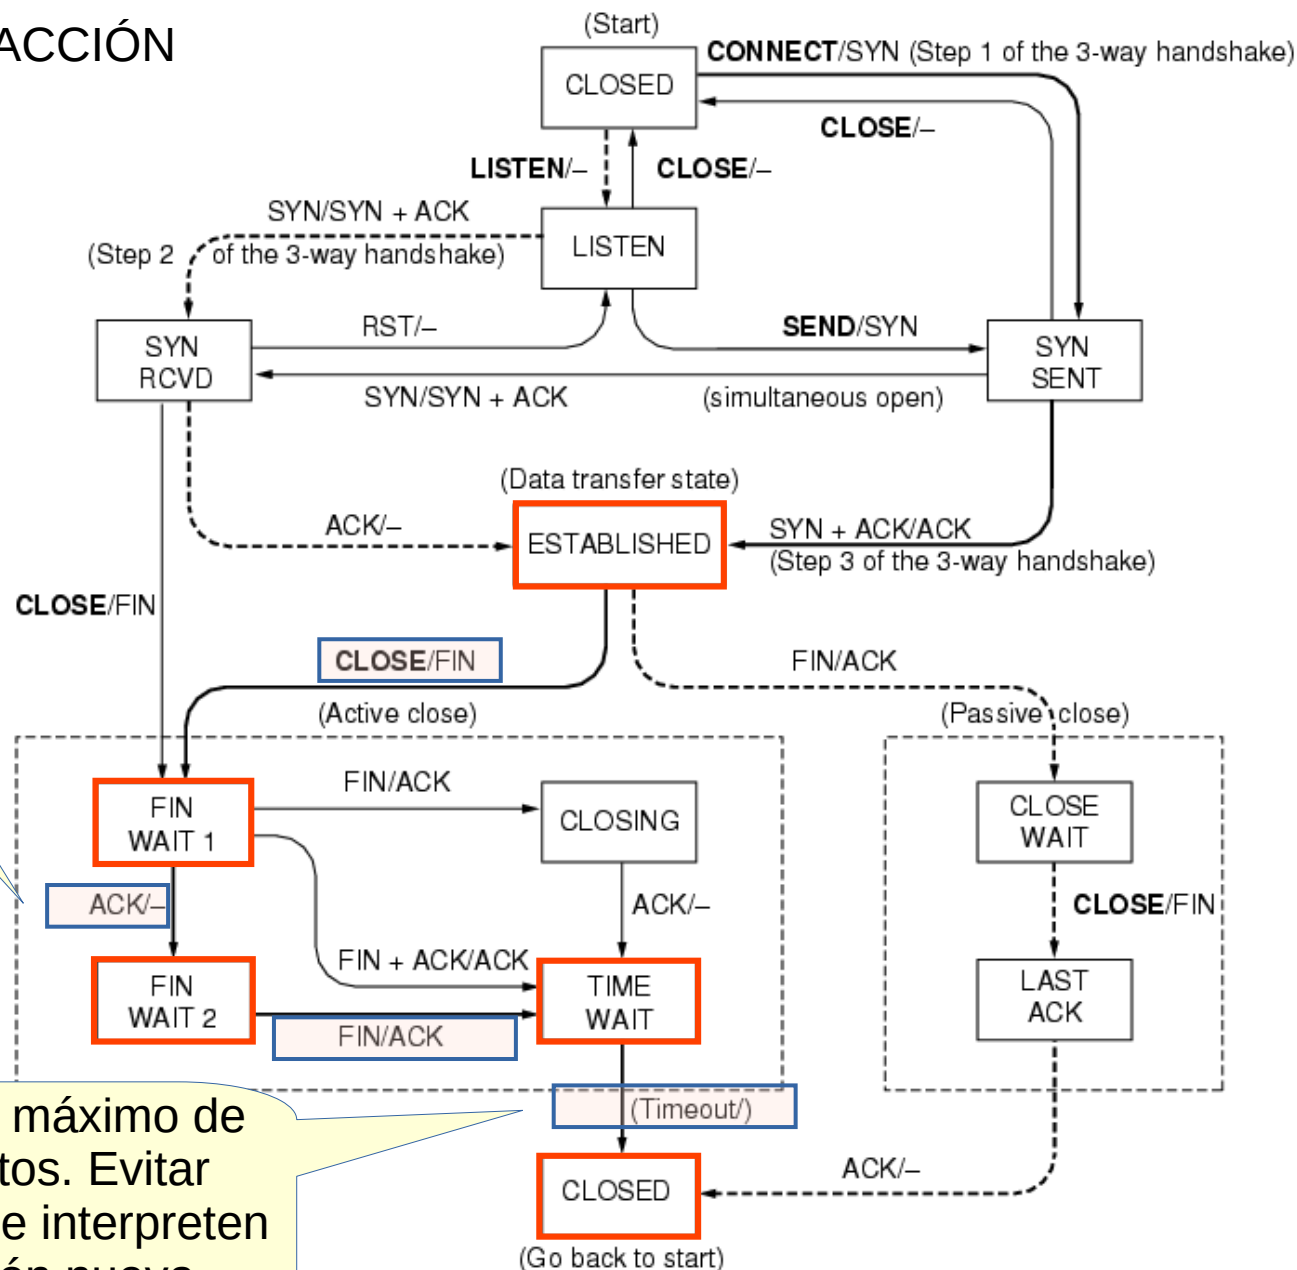 ACCIÓN
(Start)
CLOSED
CONNECT/SYN (Step 1 of the 3-way handshake)
CLOSE/–
LISTEN/–
CLOSE/–
SYN/SYN + ACK
(Step 2 of the 3-way handshake)
LISTEN
RST/–
SEND/SYN
SYN
RCVD
SYN
SENT
SYN/SYN + ACK
(simultaneous open)
(Data transfer state)
ACK/–
ESTABLISHED
SYN + ACK/ACK
(Step 3 of the 3-way handshake)
CLOSE/FIN
CLOSE/FIN
FIN/ACK
(Active close)
(Passive close)
FIN
WAIT 1
FIN/ACK
CLOSING
CLOSE
WAIT
ACK/–
ACK/–
CLOSE/FIN
FIN + ACK/ACK
FIN
WAIT 2
TIME
WAIT
LAST
ACK
FIN/ACK
(Timeout/)
máximo de
tos. Evitar
e interpreten
ón nueva
CLOSED
ACK/–
(Go back to start)